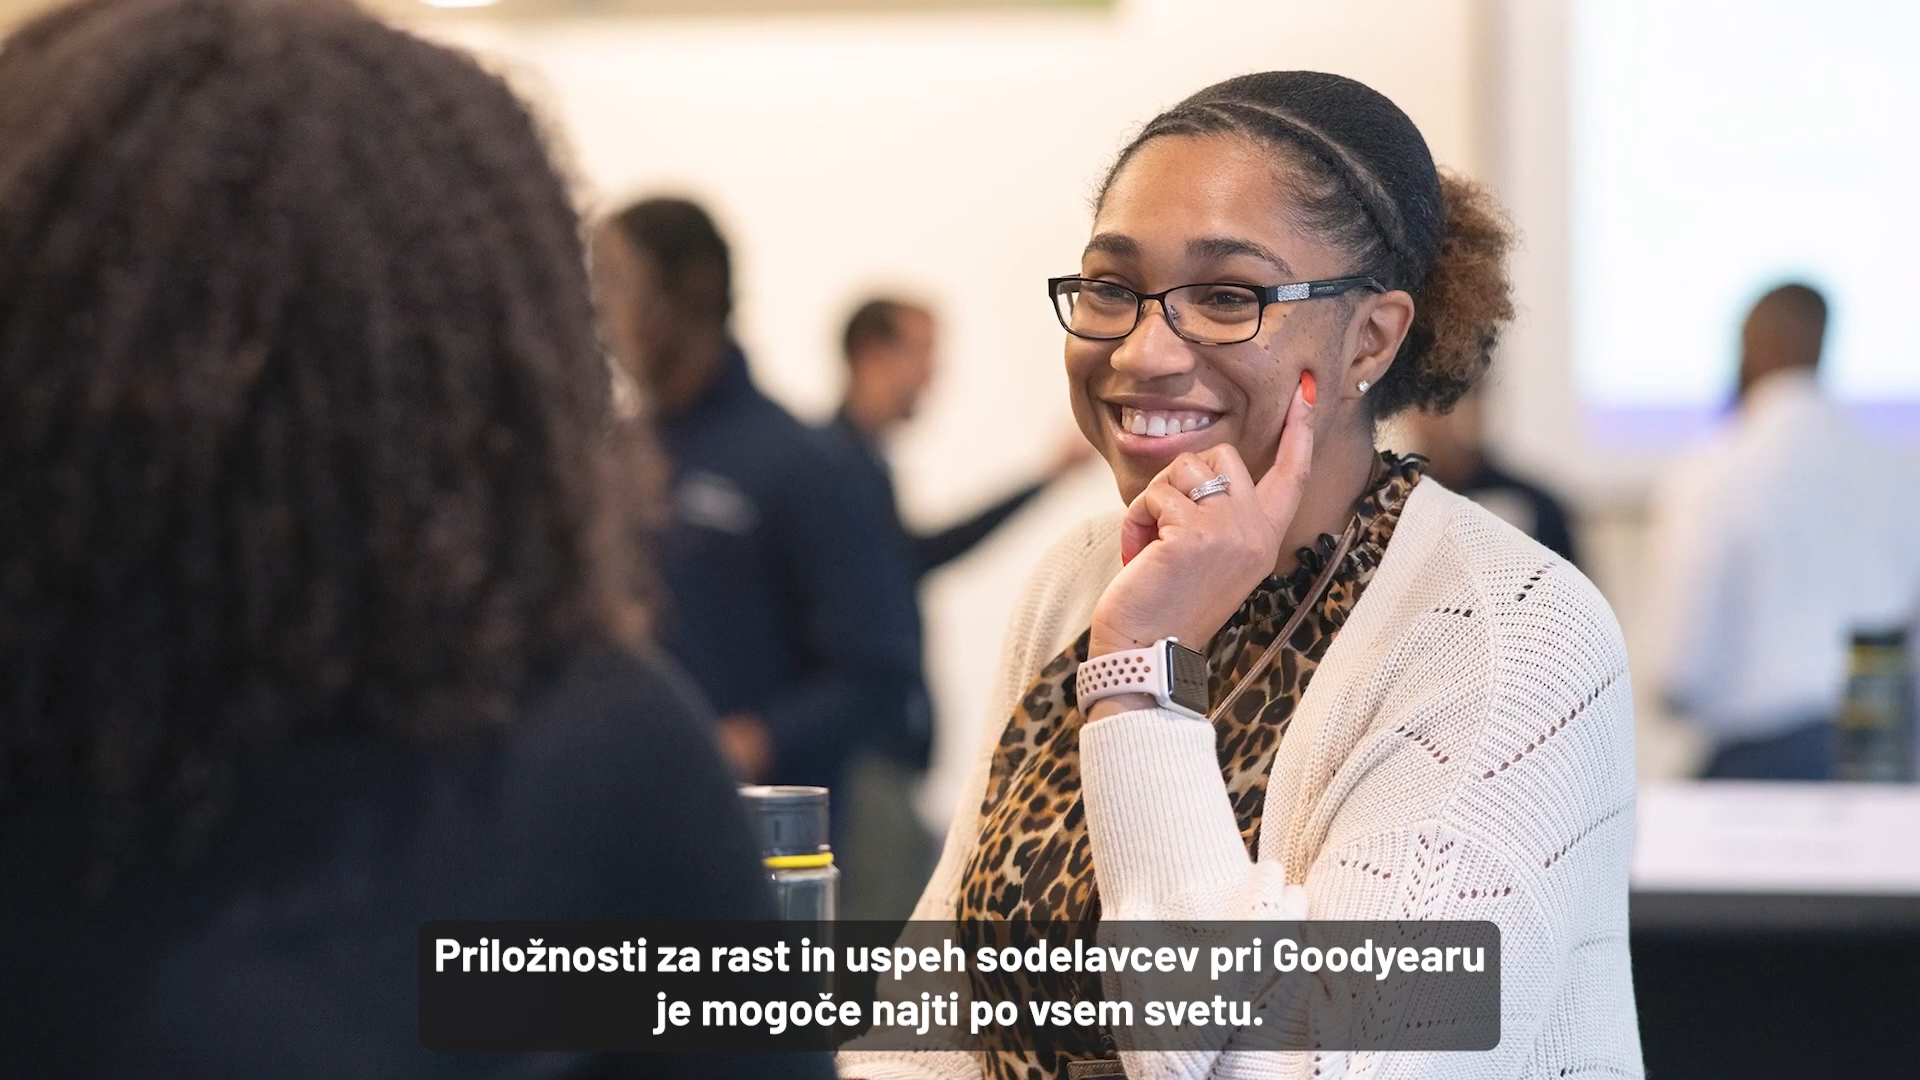 Priložnosti za rast in uspeh sodelavcev pri Goodyearu
je mogoče najti po vsem svetu.